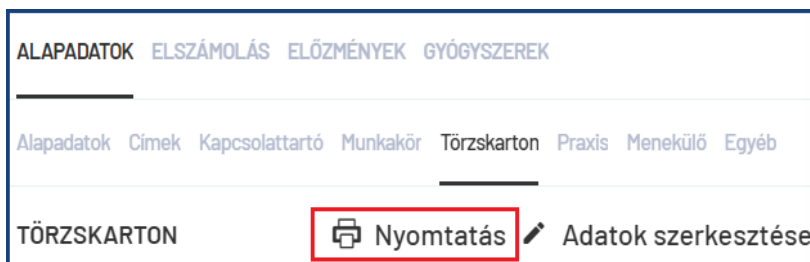 ALAPADATOK ELSZÁMOLÁS ELŐZMÉNYEK GYÓGYSZEREK
Alapadatok Címek Kapcsolattartó Munkakör Törzskarton Praxis Menekülő Egyéb
TÖRZSKARTON Nyomtatás Adatok szerkesztése